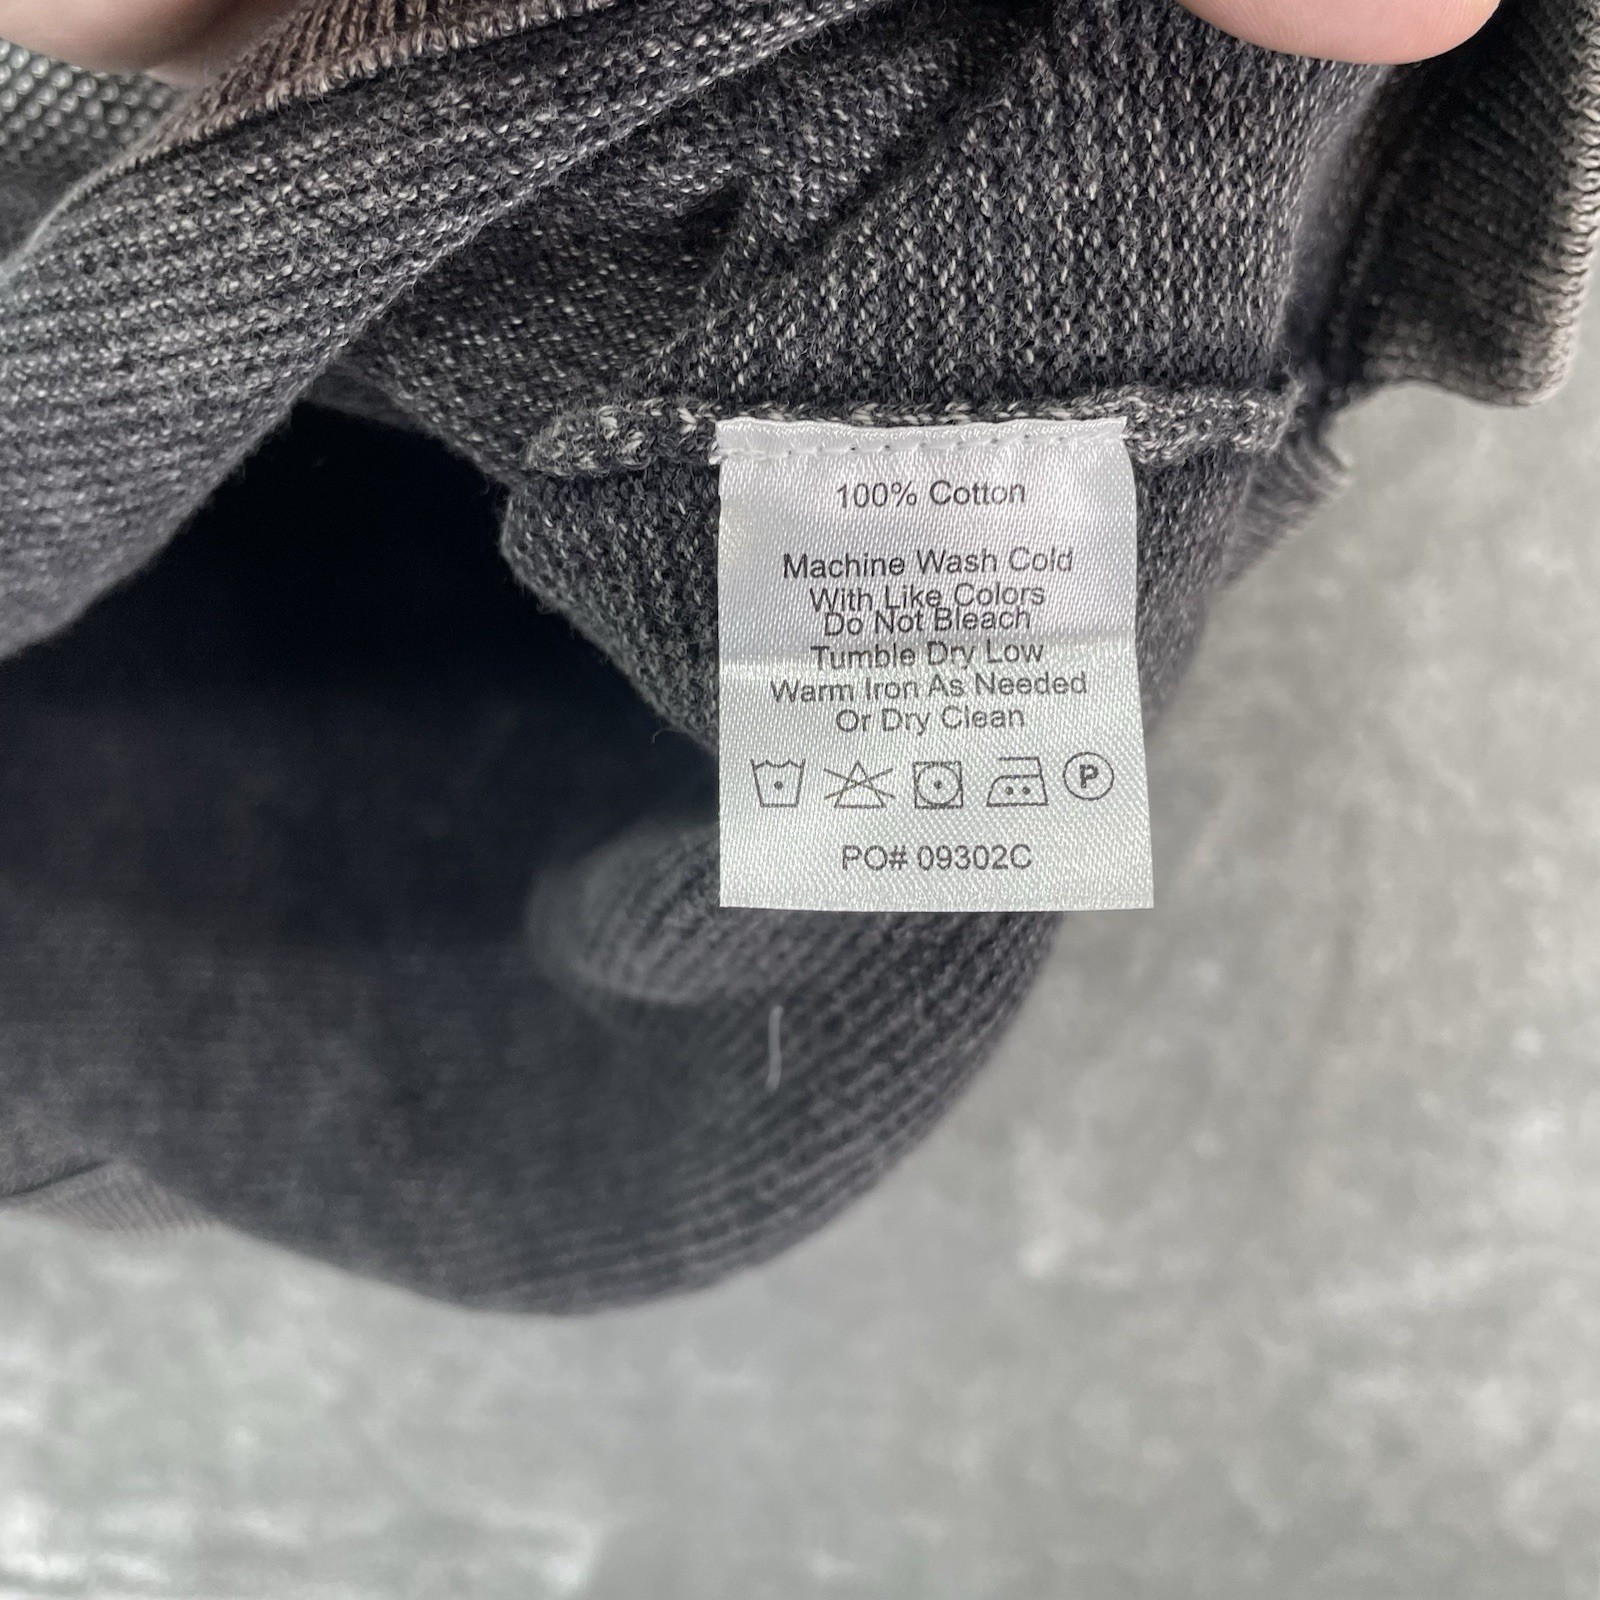 100% Cotton
Machine Wash Cold
With Like Colors
Do Not Bleach
Tumble Dry Low
Warm Iron As Needed
Or Dry Clean
P
PO# 09302C